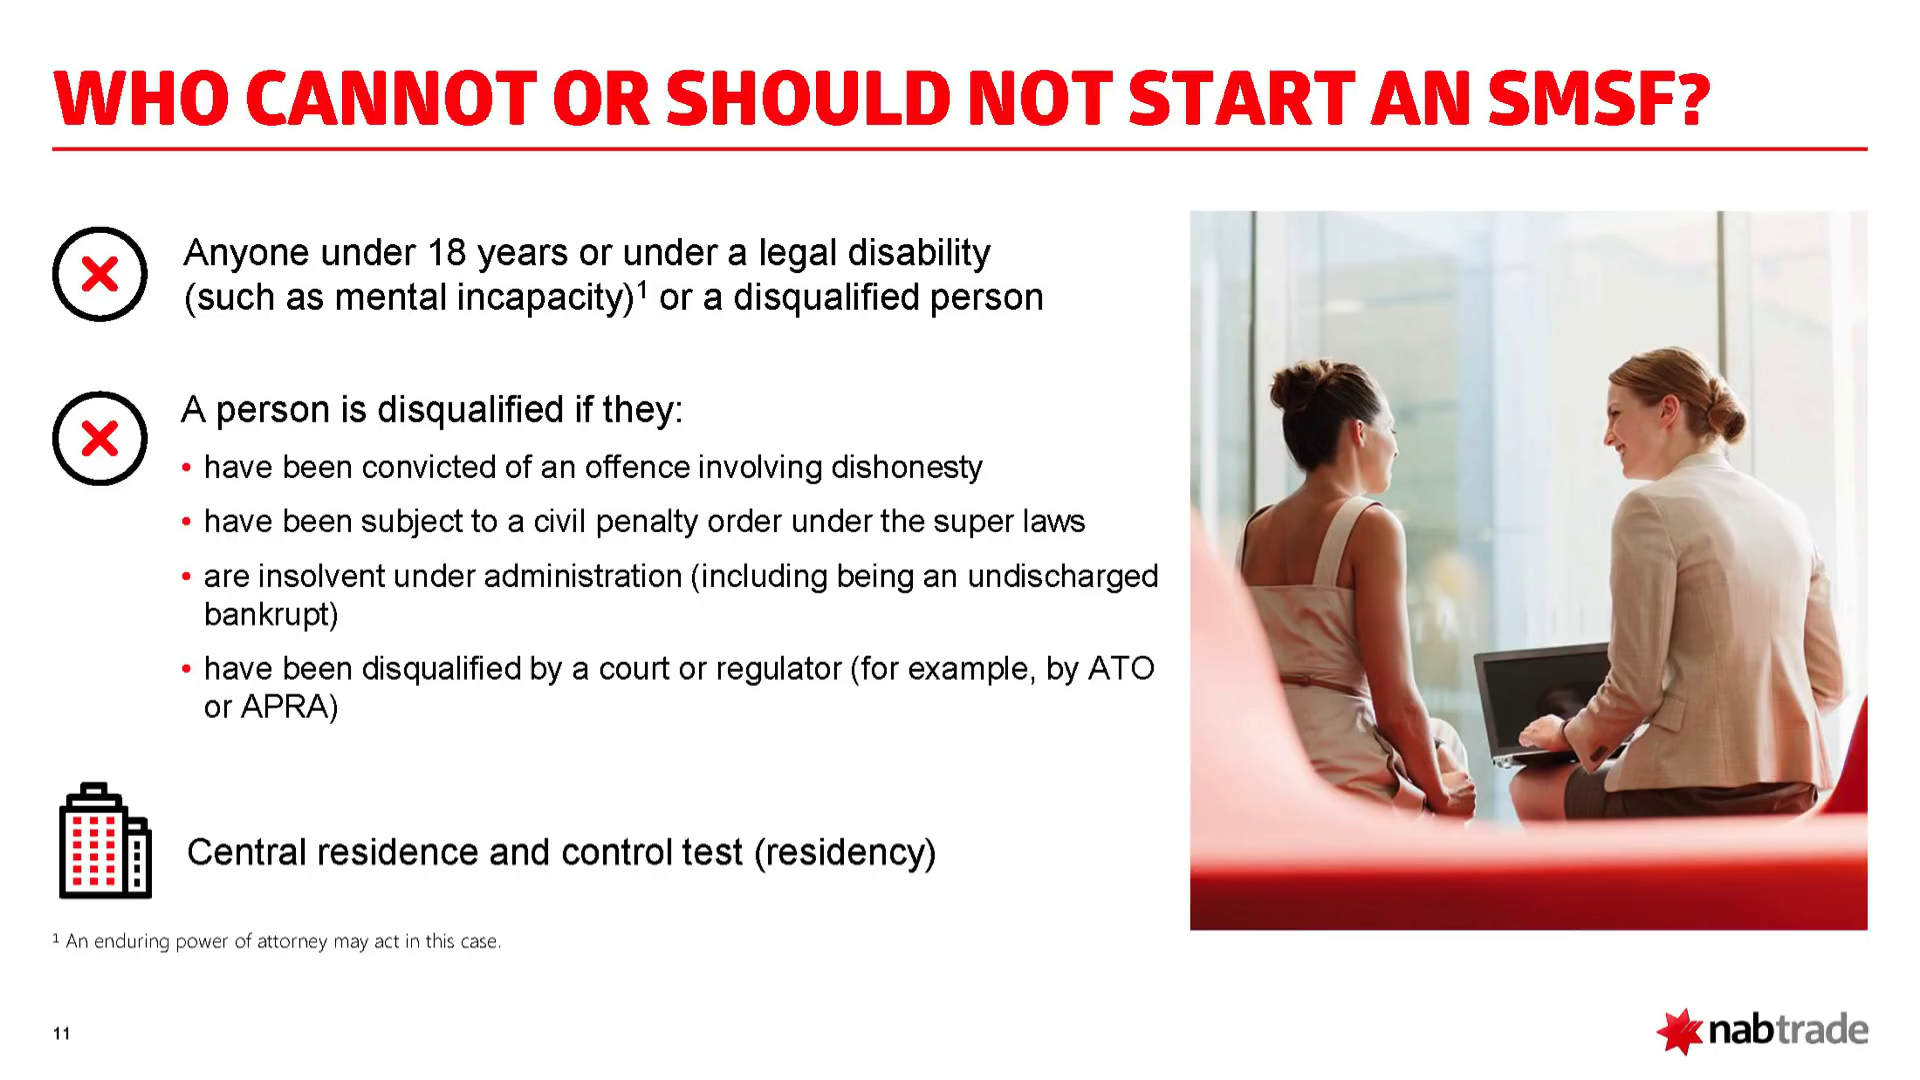 WHO CANNOT OR SHOULD NOT START AN SMSF?
Anyone under 18 years or under a legal disability
(such as mental incapacity)¹ or a disqualified person
A person is disqualified if they:
• have been convicted of an offence involving dishonesty
• have been subject to a civil penalty order under the super laws
• are insolvent under administration (including being an undischarged
bankrupt)
• have been disqualified by a court or regulator (for example, by ATO
or APRA)
Central residence and control test (residency)
¹ An enduring power of attorney may act in this case.
11
nabtrade